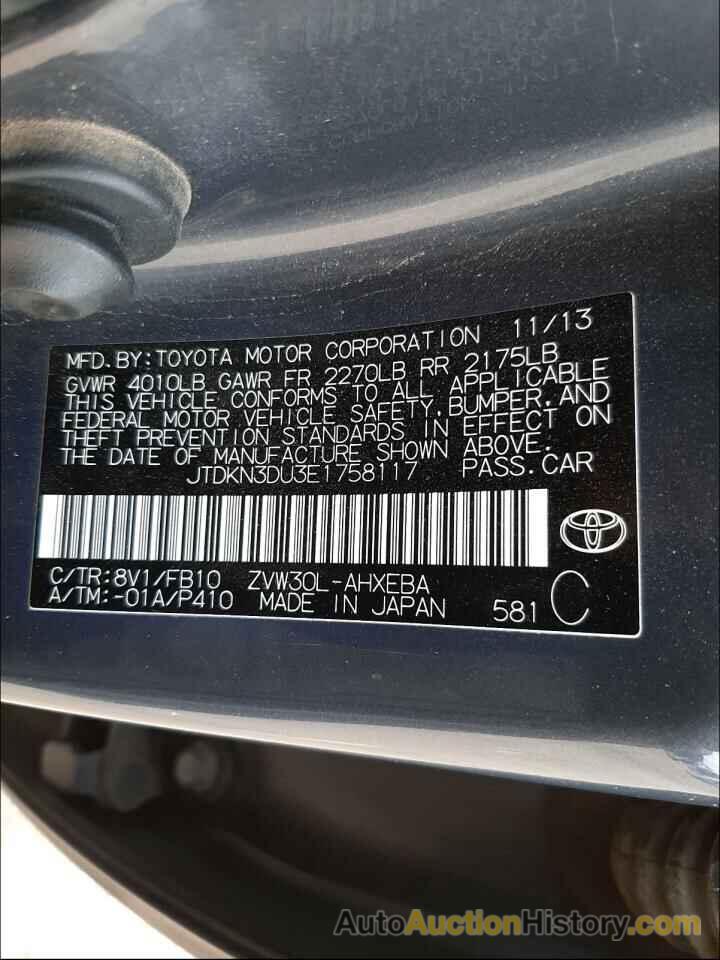 MFD.BY:TOYOTA MOTOR CORPORATION 11/13
GVWR 4010LB GAWR FR 2270LB RR 2175LB
THIS VEHICLE CONFORMS TO ALL APPLICABLE
FEDERAL MOTOR VEHICLE SAFETY,BUMPER,AND
THEFT PREVENTION STANDARDS IN EFFECT ON
THE DATE OF MANUFACTURE SHOWN ABOVE.
JTDKN3DU3E1758117 PASS.CAR
C/TR:8V1/FB10 ZVW30L-AHXEBA
A/TM:-01A/P410 MADE IN JAPAN 581 C
AutoAuctionHistory.com